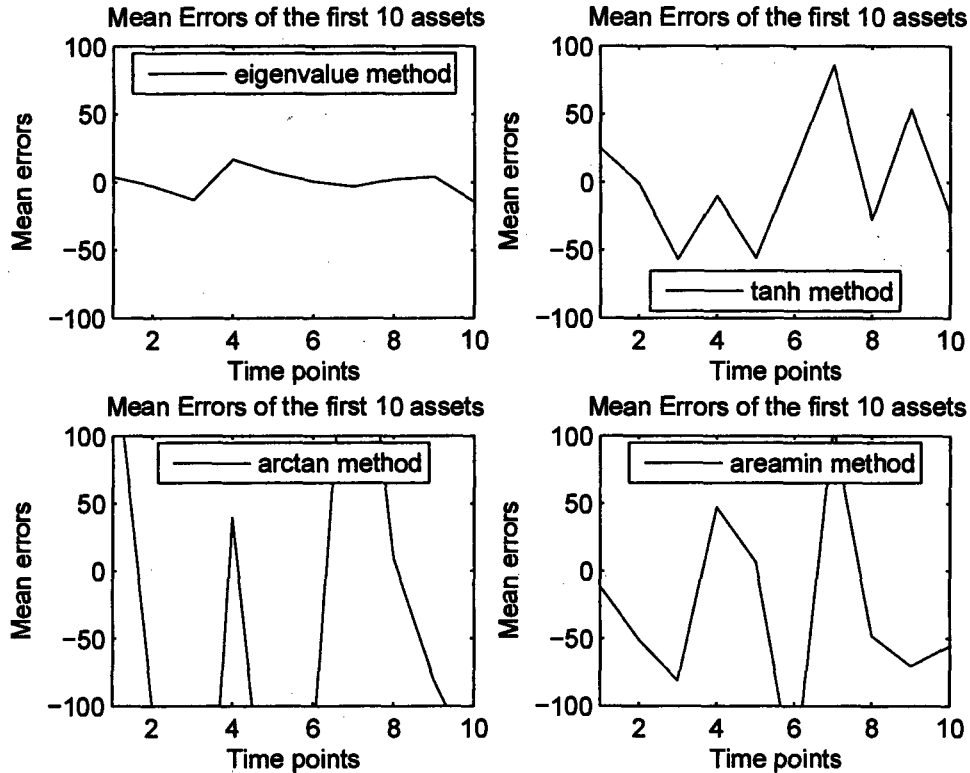 Mean Errors of the first 10 assets
100
50
0
−50
−100
Mean errors
eigenvalue method
2 4 6 8 10
Time points
Mean Errors of the first 10 assets
100
50
0
−50
−100
Mean errors
tanh method
2 4 6 8 10
Time points
Mean Errors of the first 10 assets
100
50
0
−50
−100
Mean errors
arctan method
2 4 6 8 10
Time points
Mean Errors of the first 10 assets
100
50
0
−50
−100
Mean errors
areamin method
2 4 6 8 10
Time points